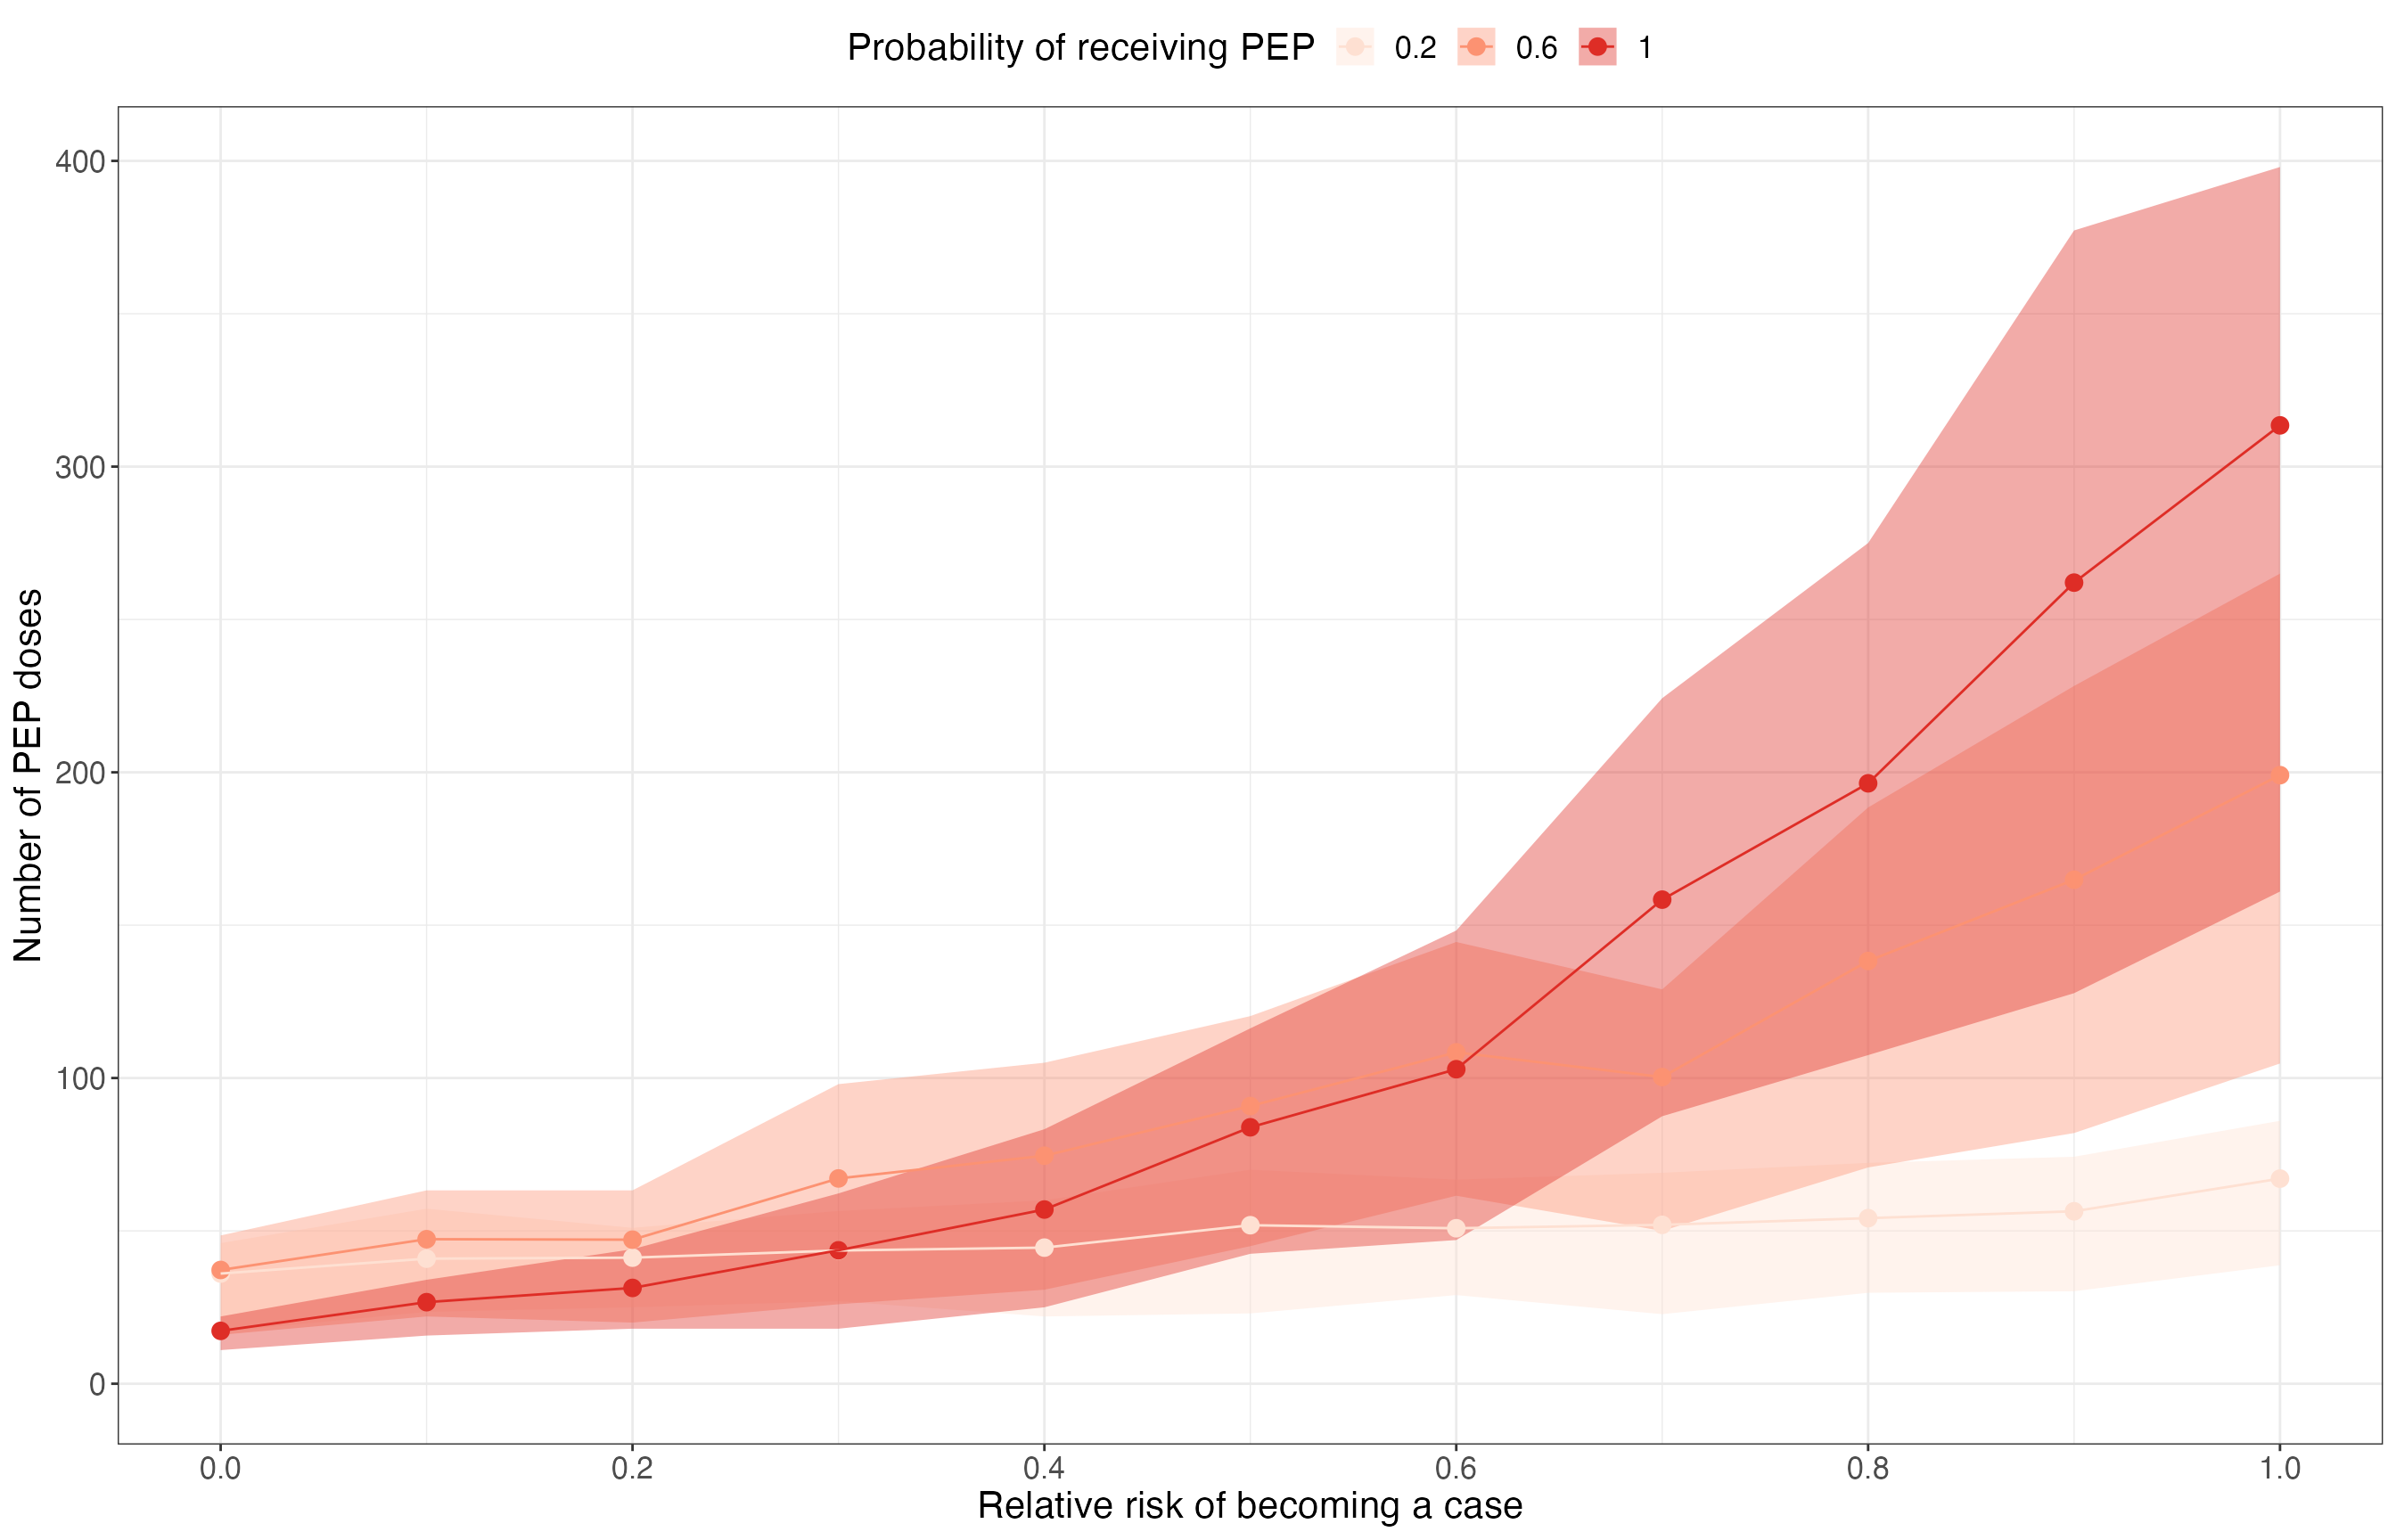 Probability of receiving PEP 0.2 0.6 1
400
300
200
100
0
Number of PEP doses
0.0 0.2 0.4 0.6 0.8 1.0
Relative risk of becoming a case